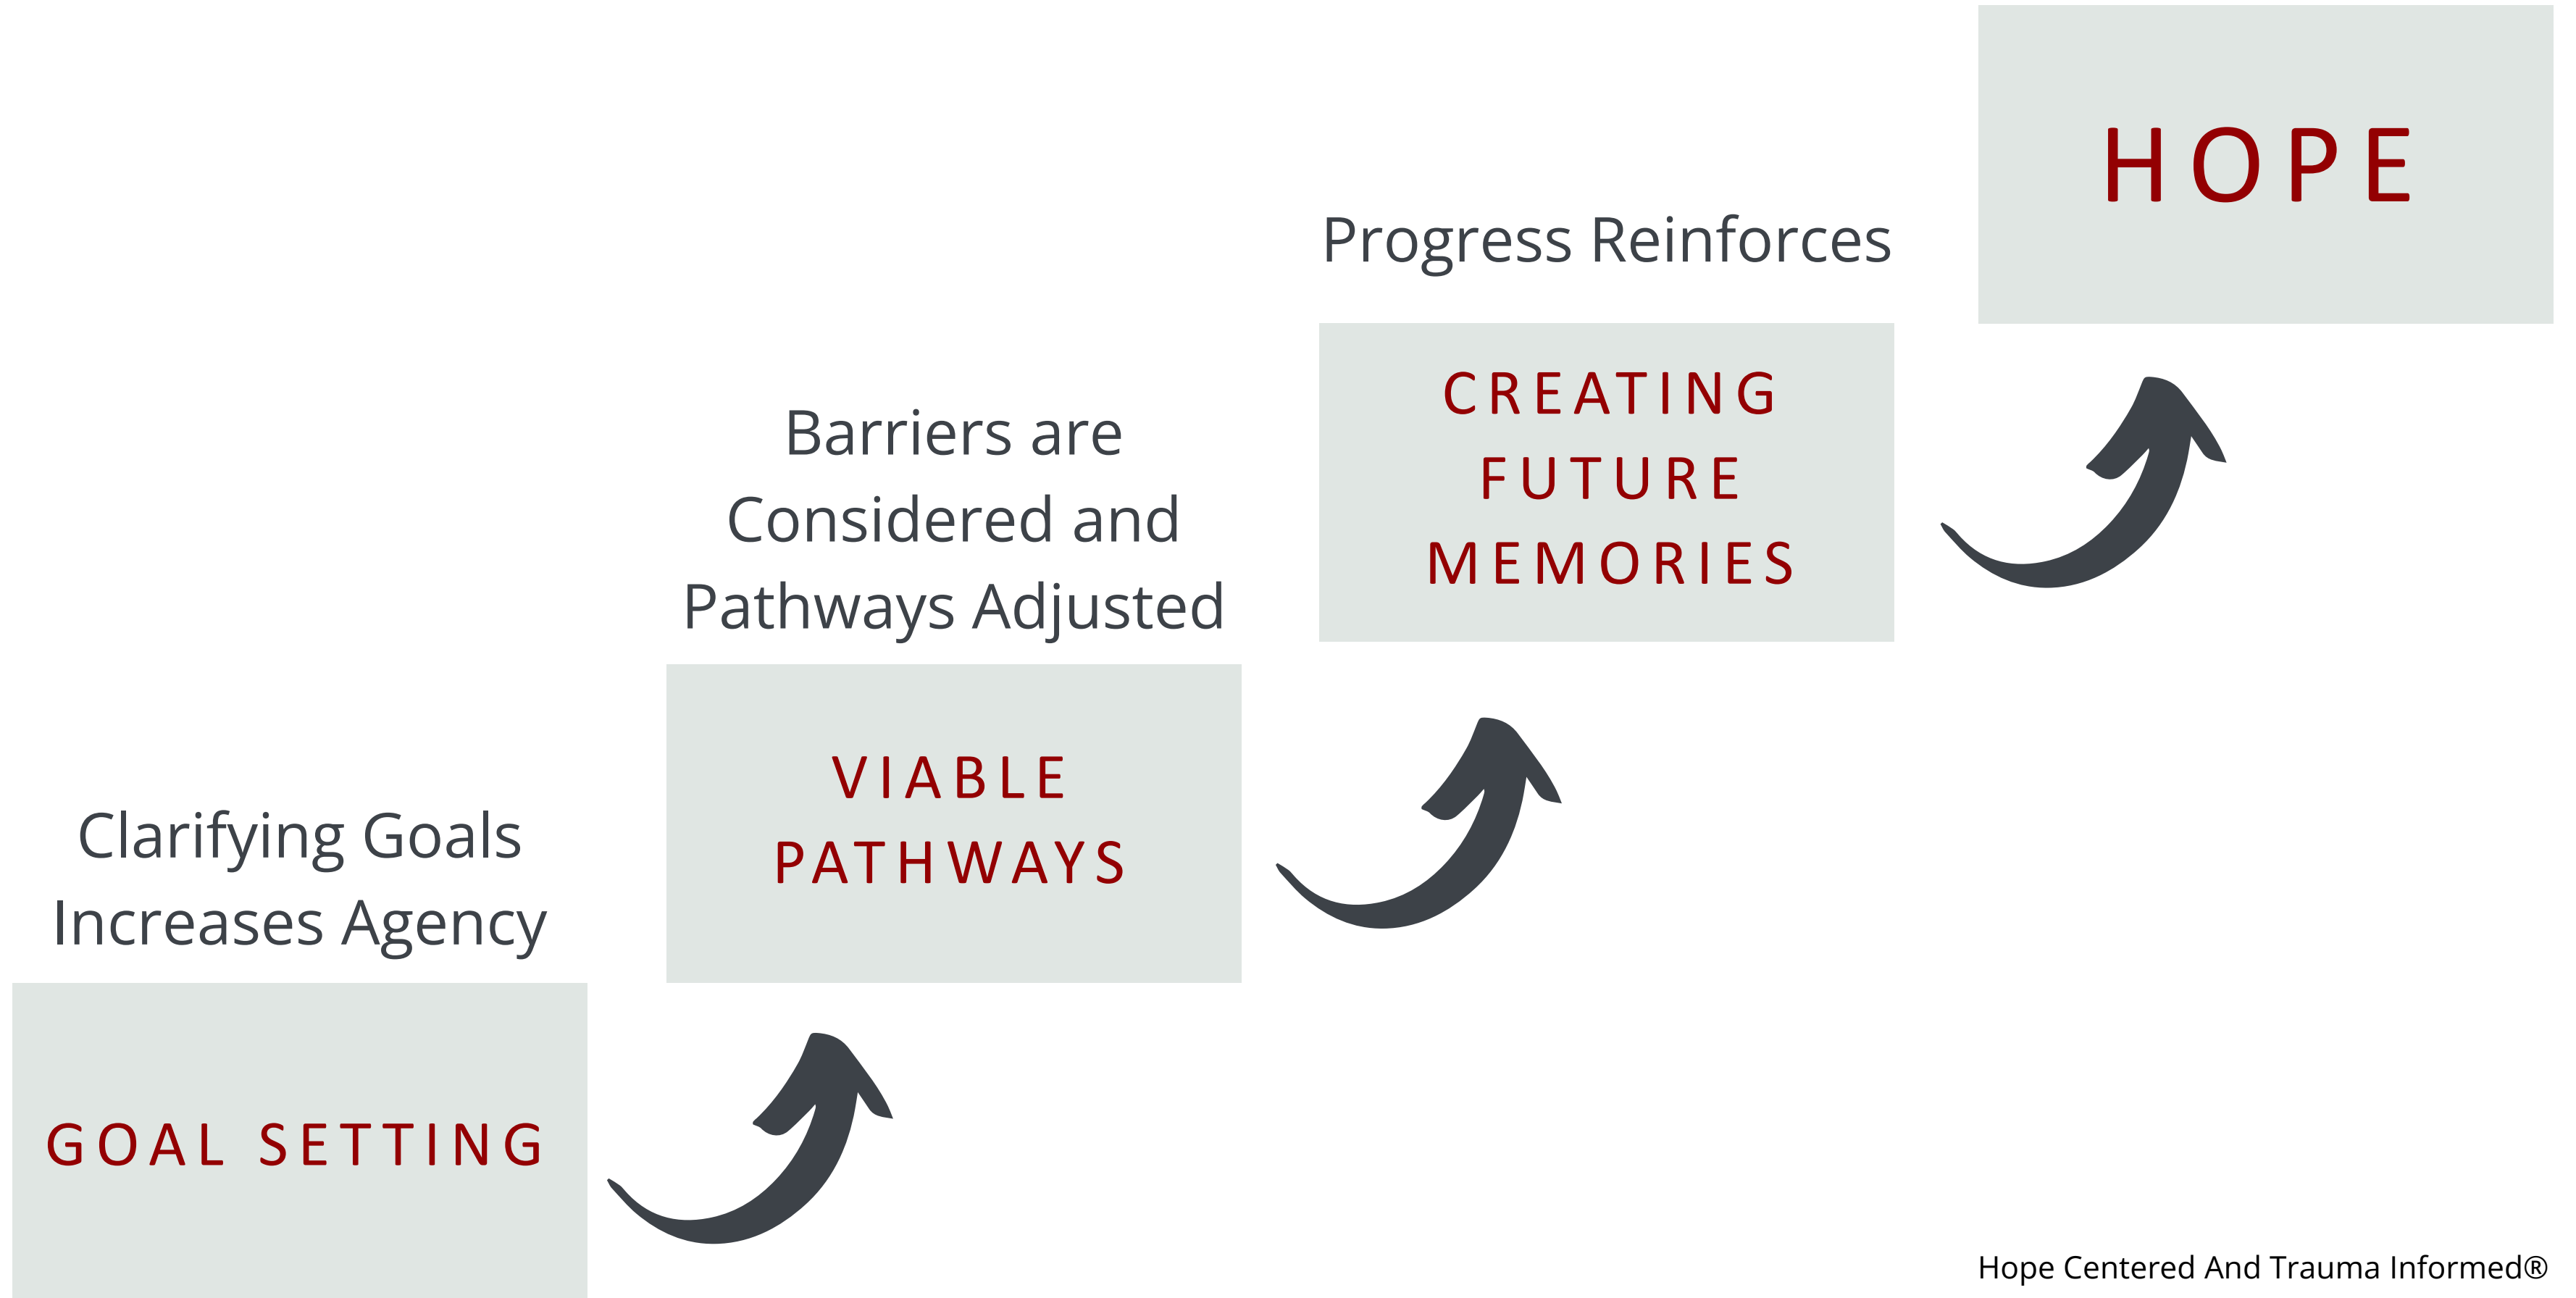 Clarifying Goals
Increases Agency
GOAL SETTING
Barriers are
Considered and
Pathways Adjusted
VIABLE
PATHWAYS
Progress Reinforces
CREATING
FUTURE
MEMORIES
HOPE
Hope Centered And Trauma Informed®